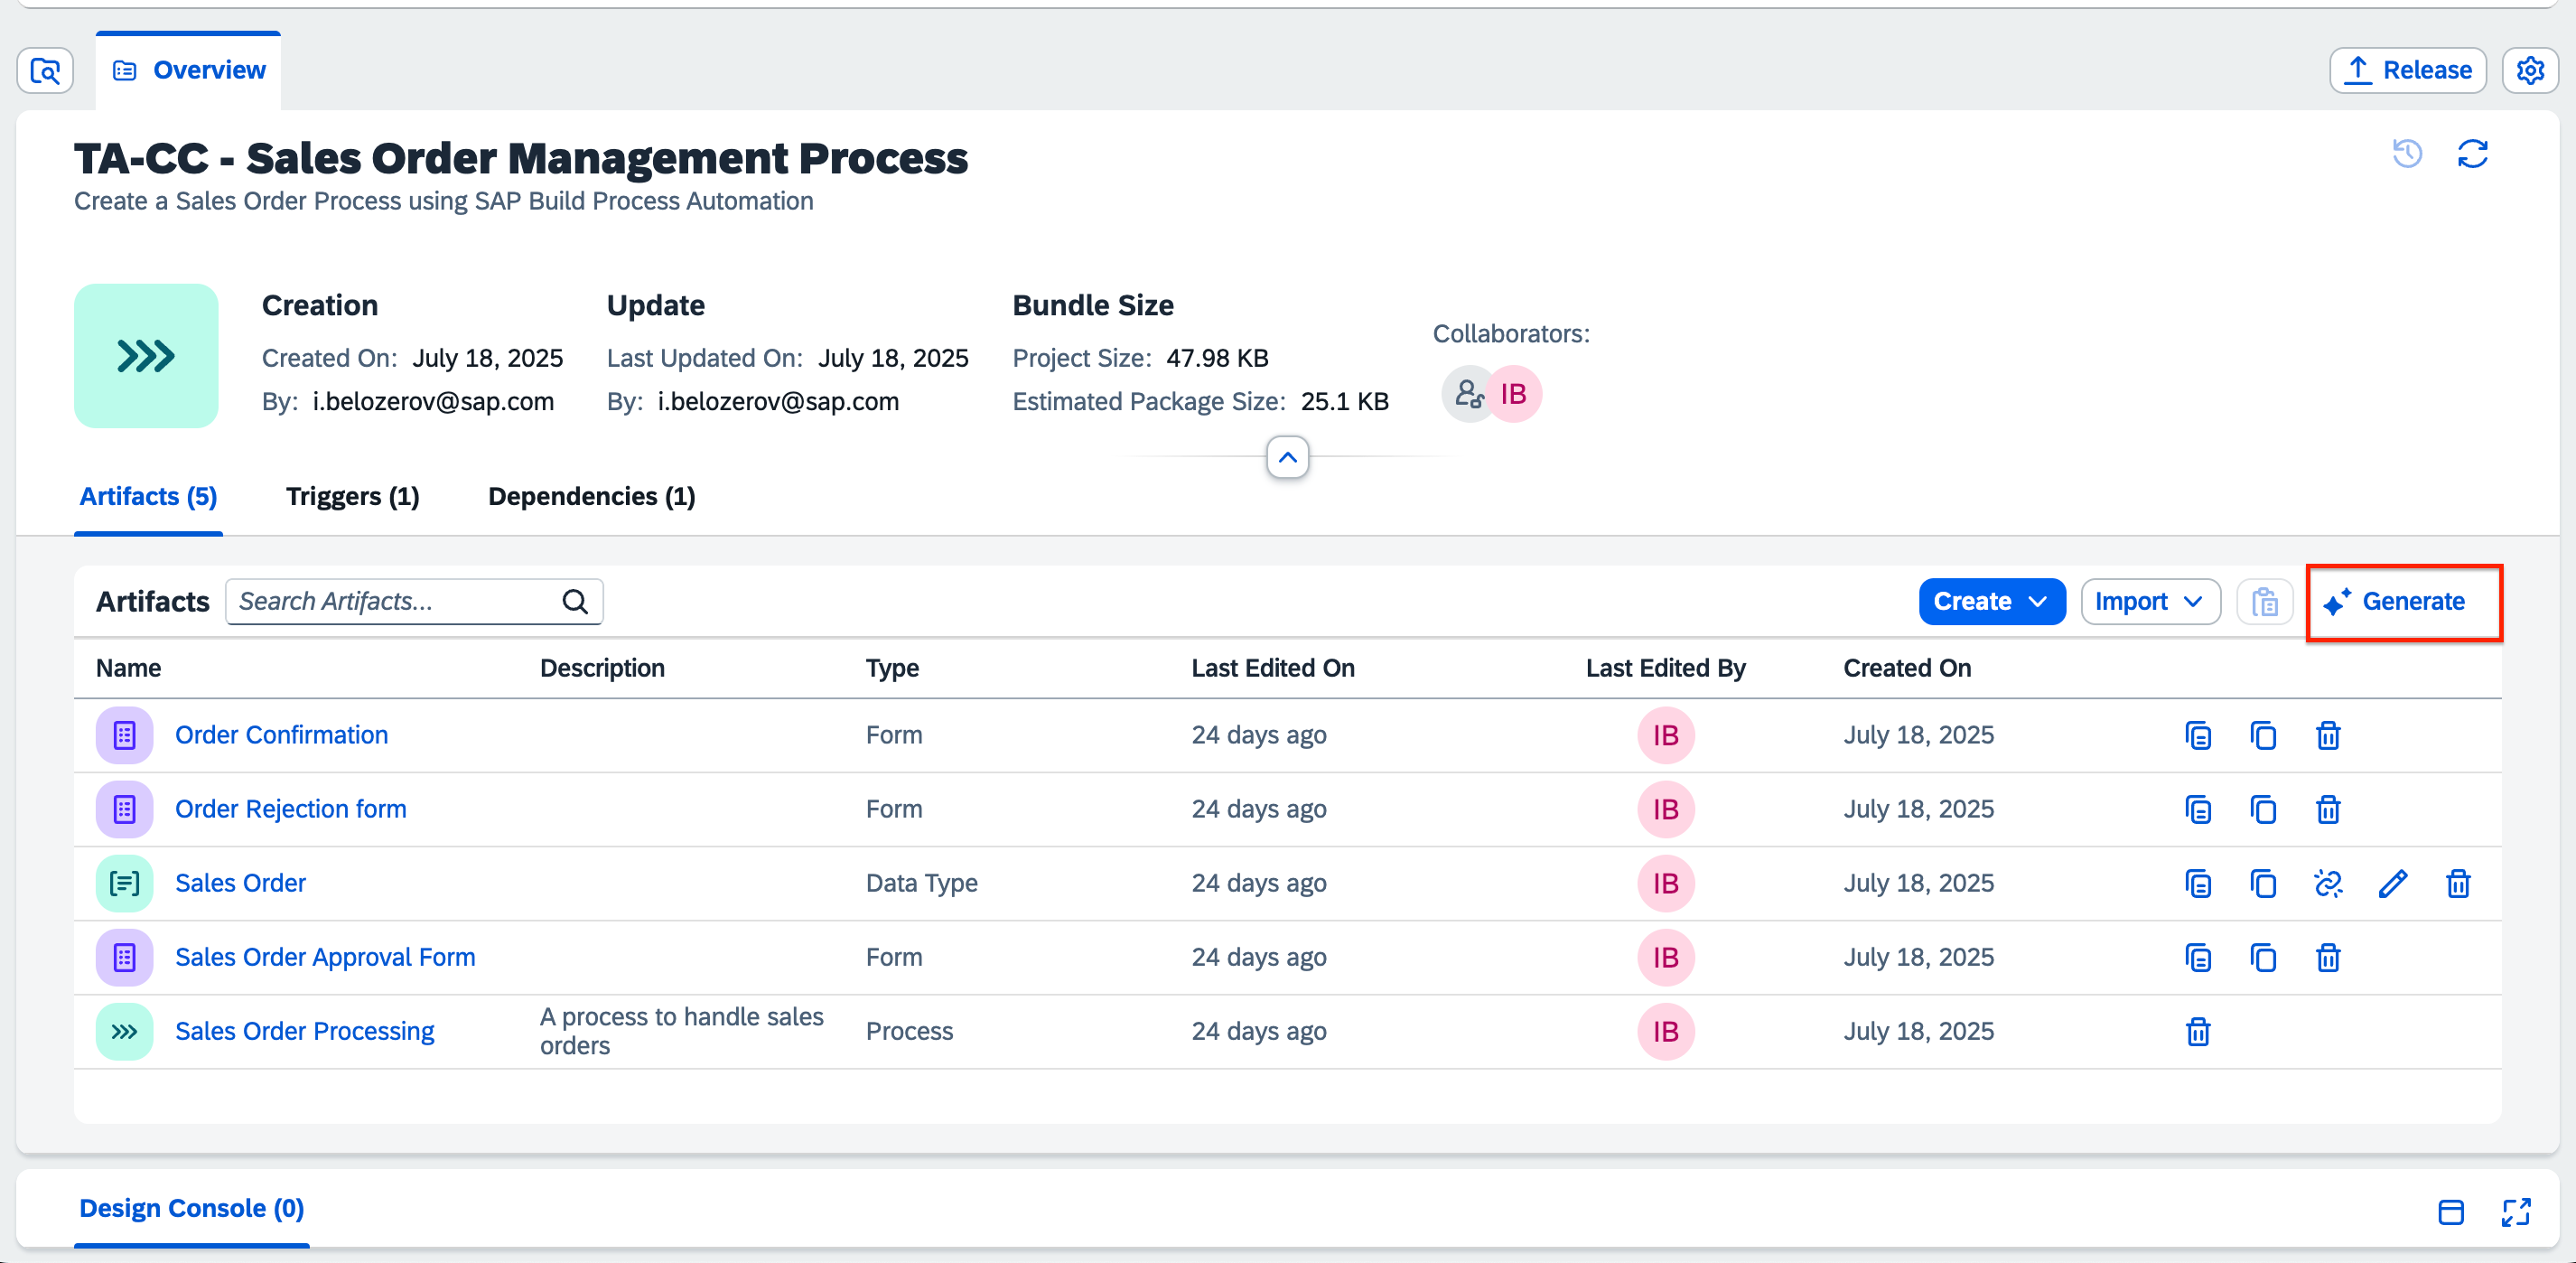 Overview
Release
TA-CC - Sales Order Management Process
Create a Sales Order Process using SAP Build Process Automation
Creation
Created On: July 18, 2025
By: i.belozerov@sap.com
Update
Last Updated On: July 18, 2025
By: i.belozerov@sap.com
Bundle Size
Project Size: 47.98 KB
Estimated Package Size: 25.1 KB
Collaborators:
IB
Artifacts (5) Triggers (1) Dependencies (1)
Artifacts Search Artifacts... Create Import Generate
Name Description Type Last Edited On Last Edited By Created On
Order Confirmation Form 24 days ago IB July 18, 2025
Order Rejection form Form 24 days ago IB July 18, 2025
Sales Order Data Type 24 days ago IB July 18, 2025
Sales Order Approval Form Form 24 days ago IB July 18, 2025
Sales Order Processing A process to handle sales
orders Process 24 days ago IB July 18, 2025
Design Console (0)